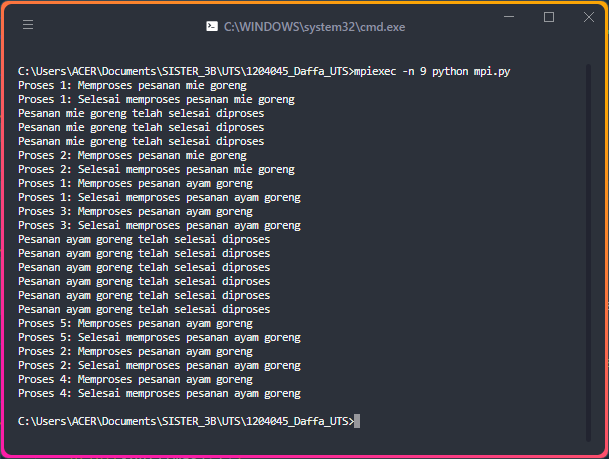 C:\WINDOWS\system32\cmd.exe
C:\Users\ACER\Documents\SISTER_3B\UTS\1204045_Daffa_UTS>mpiexec -n 9 python mpi.py
Proses 1: Memproses pesanan mie goreng
Proses 1: Selesai memproses pesanan mie goreng
Pesanan mie goreng telah selesai diproses
Pesanan mie goreng telah selesai diproses
Pesanan mie goreng telah selesai diproses
Proses 2: Memproses pesanan mie goreng
Proses 2: Selesai memproses pesanan mie goreng
Proses 1: Memproses pesanan ayam goreng
Proses 1: Selesai memproses pesanan ayam goreng
Proses 3: Memproses pesanan ayam goreng
Proses 3: Selesai memproses pesanan ayam goreng
Pesanan ayam goreng telah selesai diproses
Pesanan ayam goreng telah selesai diproses
Pesanan ayam goreng telah selesai diproses
Pesanan ayam goreng telah selesai diproses
Pesanan ayam goreng telah selesai diproses
Pesanan ayam goreng telah selesai diproses
Proses 5: Memproses pesanan ayam goreng
Proses 5: Selesai memproses pesanan ayam goreng
Proses 2: Memproses pesanan ayam goreng
Proses 2: Selesai memproses pesanan ayam goreng
Proses 4: Memproses pesanan ayam goreng
Proses 4: Selesai memproses pesanan ayam goreng
C:\Users\ACER\Documents\SISTER_3B\UTS\1204045_Daffa_UTS>